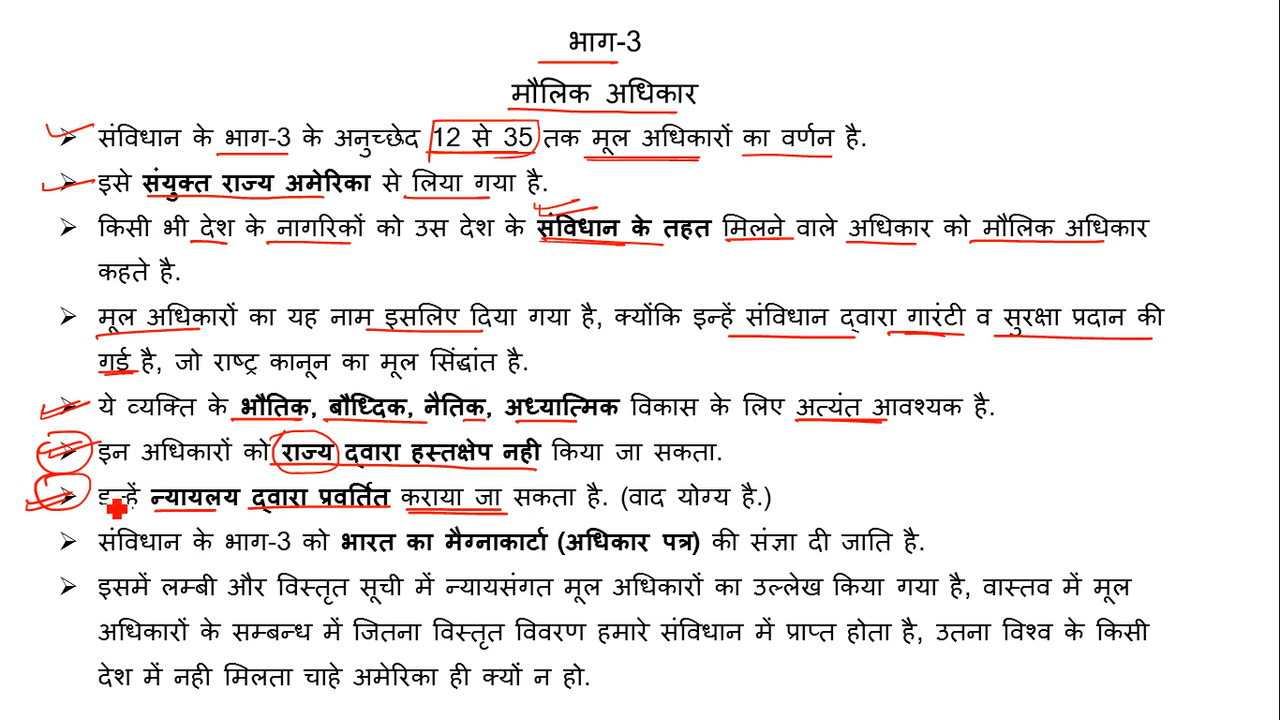 भाग-3
मौलिक अधिकार
➢ संविधान के भाग-3 के अनुच्छेद 12 से 35 तक मूल अधिकारों का वर्णन है.
➢ इसे संयुक्त राज्य अमेरिका से लिया गया है.
➢ किसी भी देश के नागरिकों को उस देश के संविधान के तहत मिलने वाले अधिकार को मौलिक अधिकार
कहते है.
➢ मूल अधिकारों का यह नाम इसलिए दिया गया है, क्योंकि इन्हें संविधान द्वारा गारंटी व सुरक्षा प्रदान की
गई है, जो राष्ट्र कानून का मूल सिंद्धांत है.
➢ ये व्यक्ति के भौतिक, बौध्दिक, नैतिक, अध्यात्मिक विकास के लिए अत्यंत आवश्यक है.
➢ इन अधिकारों को राज्य द्वारा हस्तक्षेप नही किया जा सकता.
➢ इन्हें न्यायलय द्वारा प्रवर्तित कराया जा सकता है. (वाद योग्य है.)
➢ संविधान के भाग-3 को भारत का मैग्नाकार्टा (अधिकार पत्र) की संज्ञा दी जाति है.
➢ इसमें लम्बी और विस्तृत सूची में न्यायसंगत मूल अधिकारों का उल्लेख किया गया है, वास्तव में मूल
अधिकारों के सम्बन्ध में जितना विस्तृत विवरण हमारे संविधान में प्राप्त होता है, उतना विश्व के किसी
देश में नही मिलता चाहे अमेरिका ही क्यों न हो.